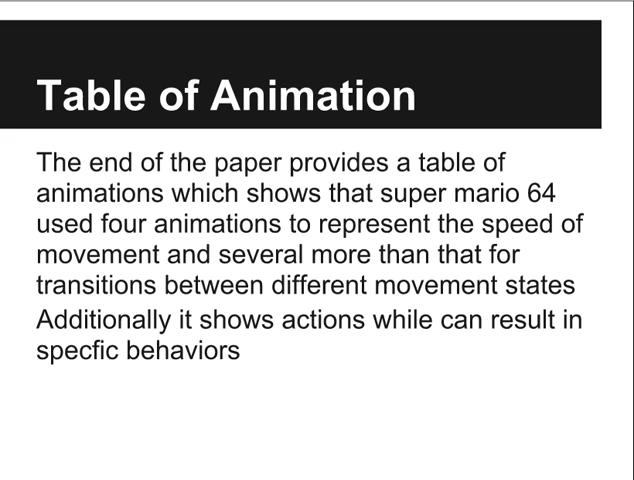 Table of Animation
The end of the paper provides a table of
animations which shows that super mario 64
used four animations to represent the speed of
movement and several more than that for
transitions between different movement states
Additionally it shows actions while can result in
specfic behaviors